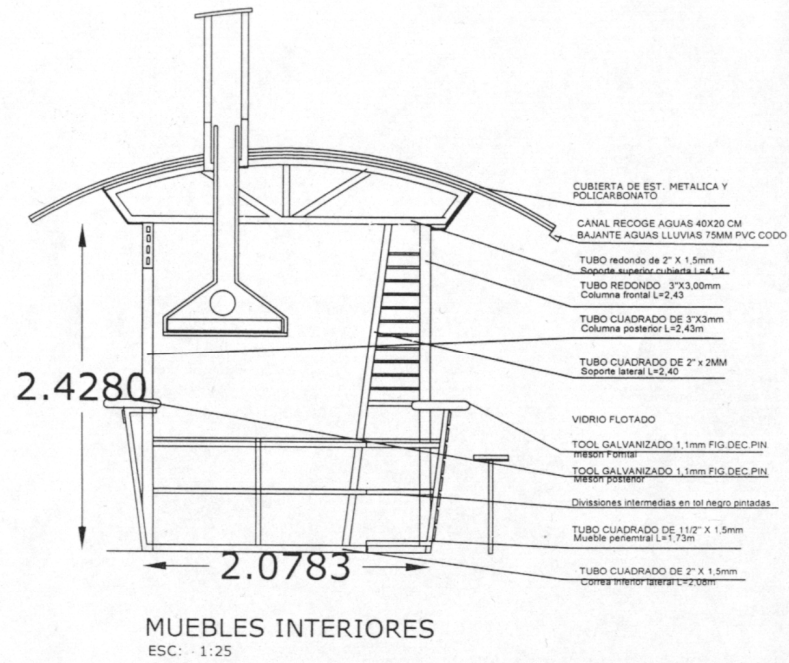 CUBIERTA DE EST. METALICA Y
POLICARBONATO
CANAL RECOGE AGUAS 40X20 CM
BAJANTE AGUAS LLUVIAS 75MM PVC CODO
TUBO redondo de 2" X 1,5mm
Soporte superior cubierta L=4,14
TUBO REDONDO 3"X3,00mm
Columna frontal L=2,43
TUBO CUADRADO DE 3"X3mm
Columna posterior L=2,43m
TUBO CUADRADO DE 2" x 2MM
Soporte lateral L=2,40
2.4280
VIDRIO FLOTADO
TOOL GALVANIZADO 1,1mm FIG.DEC.PIN
meson Forntal
TOOL GALVANIZADO 1,1mm FIG.DEC.PIN
Meson posterior
Divissiones intermedias en tol negro pintadas
TUBO CUADRADO DE 11/2" X 1,5mm
Mueble periemtral L=1,73m
TUBO CUADRADO DE 2" X 1,5mm
Correa inferior lateral L=2,08m
2.0783
MUEBLES INTERIORES
ESC: 1:25